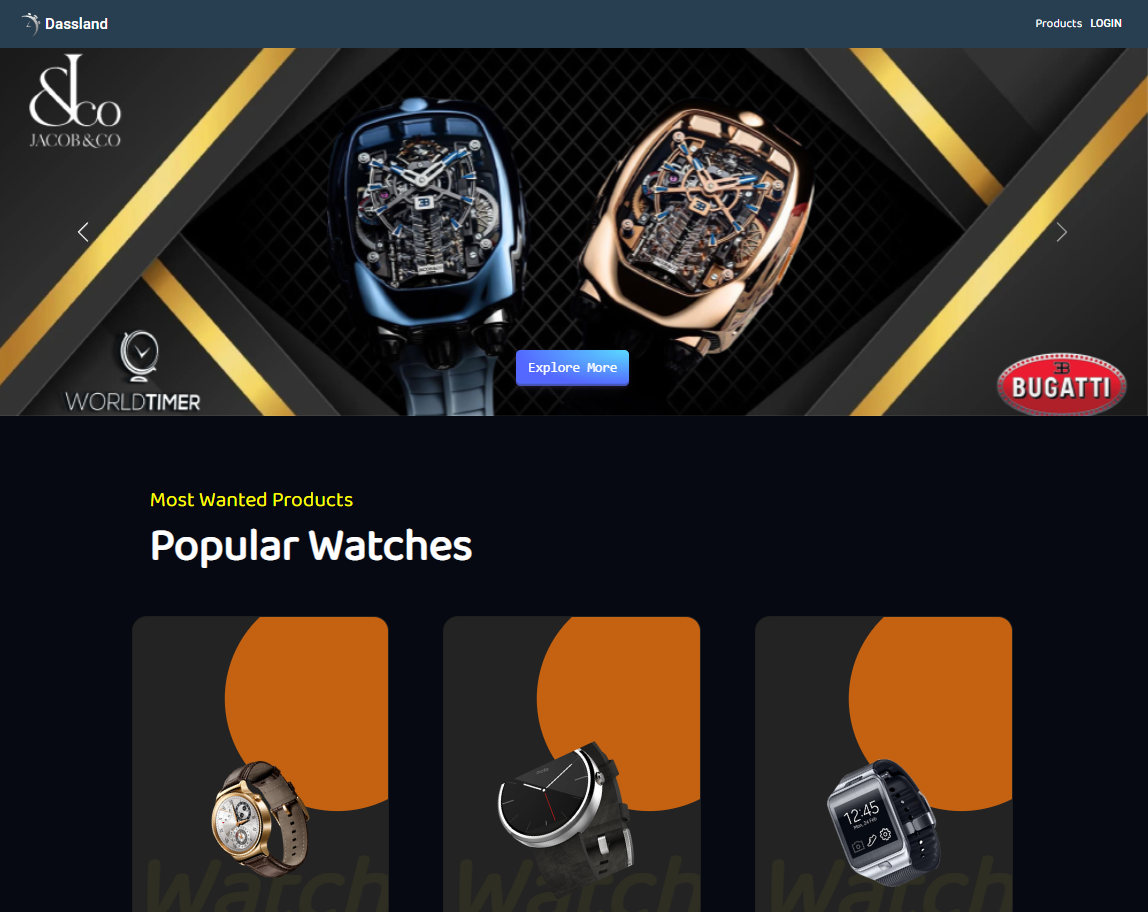 Dassland
Products LOGIN
&co
JACOB&CO
Explore More
WORLDTIMER
BUGATTI
Most Wanted Products
Popular Watches
12:45
Watch
Watch
Watch